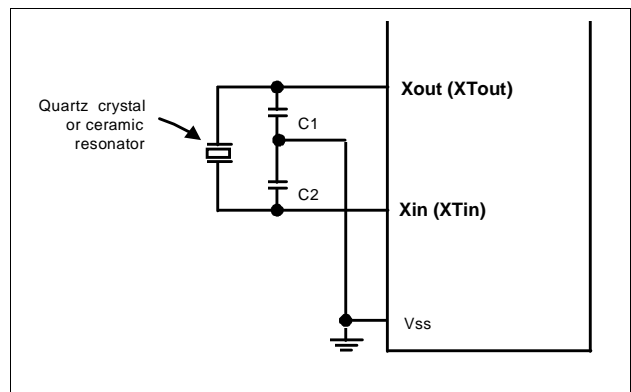 Xout (XTout)
Quartz crystal
or ceramic
resonator
C1
C2
Xin (XTin)
Vss